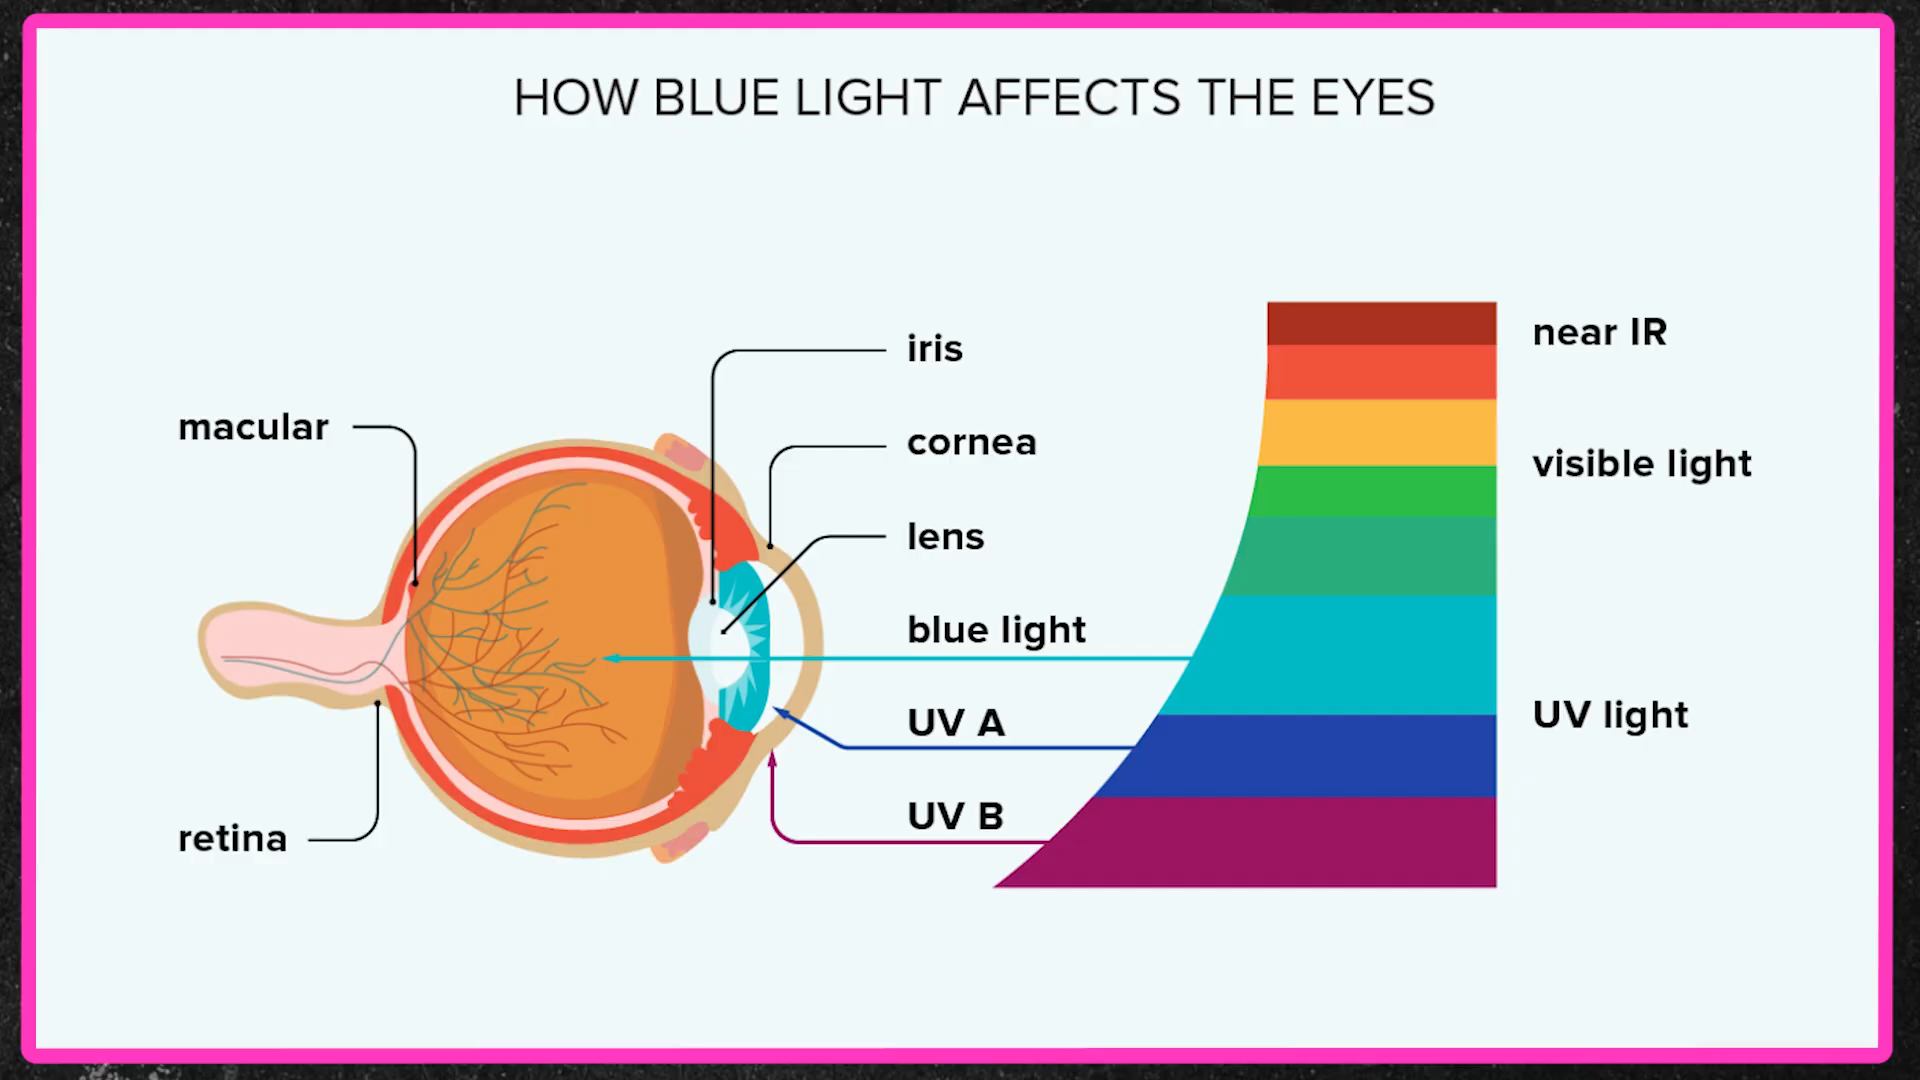 HOW BLUE LIGHT AFFECTS THE EYES
macular
retina
iris
cornea
lens
blue light
UV A
UV B
near IR
visible light
UV light